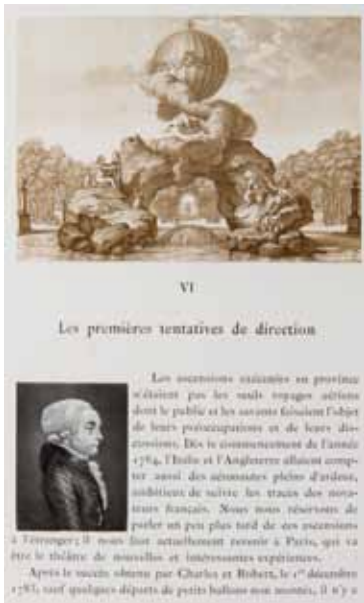 VI
Les premières tentatives de direction
Les ascensions exécutées en province
n'étaient pas les seuls voyages aériens
dont le public et les savants faisaient l'objet
de leurs préoccupations et de leurs dis-
cussions. Dès le commencement de l'année
1784, l'Italie et l'Angleterre allaient comp-
ter aussi des aéronautes pleins d'ardeur,
ambitieux de suivre les traces des nova-
teurs français. Nous nous réservons de
parler un peu plus tard de ces ascensions
à l'étranger; il nous faut actuellement revenir à Paris, qui va
être le théâtre de nouvelles et intéressantes expériences.
Après le succès obtenu par Charles et Robert, le 1er décembre
1783, sauf quelques départs de petits ballons non montés, il n'y a